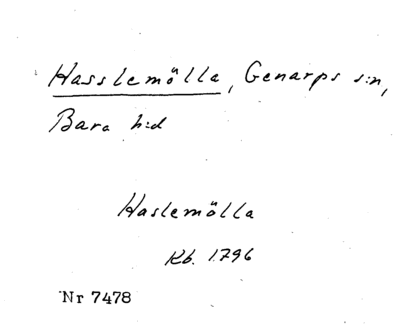 Hasslemölla, Genarps s:n,
Bara h:d
Haslemölla
Kb. 1796
Nr 7478